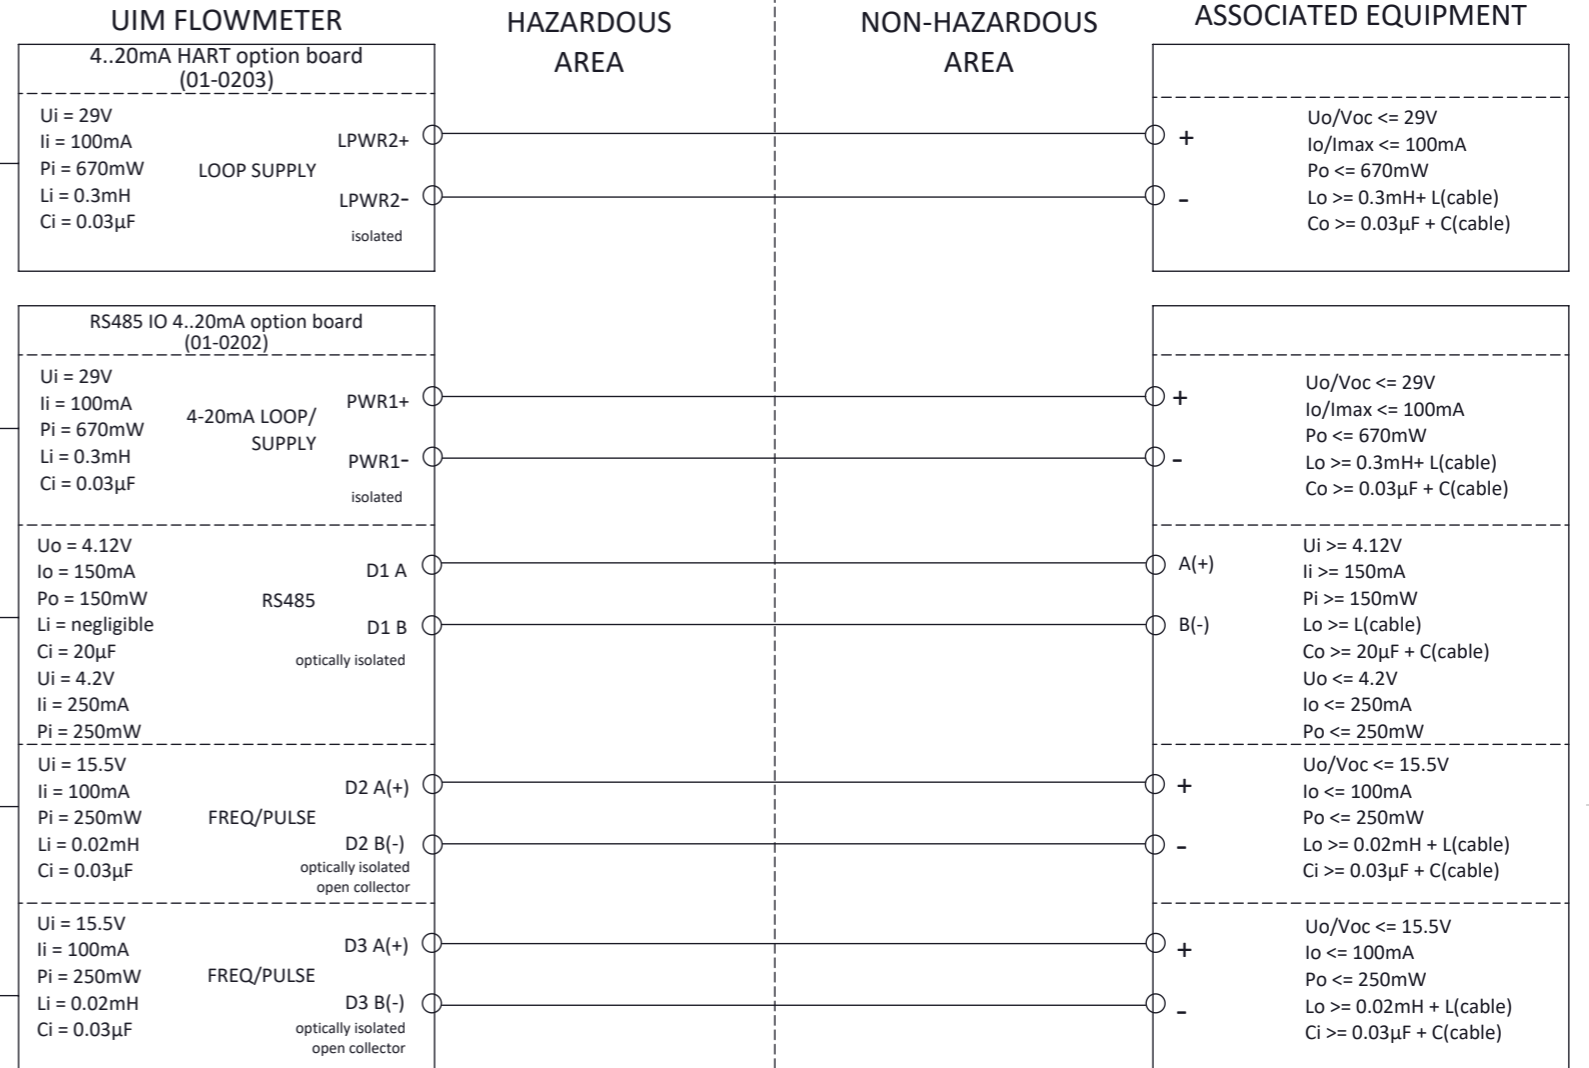 UIM FLOWMETER
HAZARDOUS
AREA
NON-HAZARDOUS
AREA
ASSOCIATED EQUIPMENT
4..20mA HART option board
(01-0203)
Ui = 29V
Ii = 100mA
Pi = 670mW
Li = 0.3mH
Ci = 0.03µF
LOOP SUPPLY
LPWR2+
LPWR2-
isolated
+
-
Uo/Voc <= 29V
Io/Imax <= 100mA
Po <= 670mW
Lo >= 0.3mH+ L(cable)
Co >= 0.03µF + C(cable)
RS485 IO 4..20mA option board
(01-0202)
Ui = 29V
Ii = 100mA
Pi = 670mW
Li = 0.3mH
Ci = 0.03µF
4-20mA LOOP/
SUPPLY
PWR1+
PWR1-
isolated
+
-
Uo/Voc <= 29V
Io/Imax <= 100mA
Po <= 670mW
Lo >= 0.3mH+ L(cable)
Co >= 0.03µF + C(cable)
Uo = 4.12V
Io = 150mA
Po = 150mW
Li = negligible
Ci = 20µF
Ui = 4.2V
Ii = 250mA
Pi = 250mW
RS485
D1 A
D1 B
optically isolated
A(+)
B(-)
Ui >= 4.12V
Ii >= 150mA
Pi >= 150mW
Lo >= L(cable)
Co >= 20µF + C(cable)
Uo <= 4.2V
Io <= 250mA
Po <= 250mW
Ui = 15.5V
Ii = 100mA
Pi = 250mW
Li = 0.02mH
Ci = 0.03µF
FREQ/PULSE
D2 A(+)
D2 B(-)
optically isolated
open collector
+
-
Uo/Voc <= 15.5V
Io <= 100mA
Po <= 250mW
Lo >= 0.02mH + L(cable)
Ci >= 0.03µF + C(cable)
Ui = 15.5V
Ii = 100mA
Pi = 250mW
Li = 0.02mH
Ci = 0.03µF
FREQ/PULSE
D3 A(+)
D3 B(-)
optically isolated
open collector
+
-
Uo/Voc <= 15.5V
Io <= 100mA
Po <= 250mW
Lo >= 0.02mH + L(cable)
Ci >= 0.03µF + C(cable)